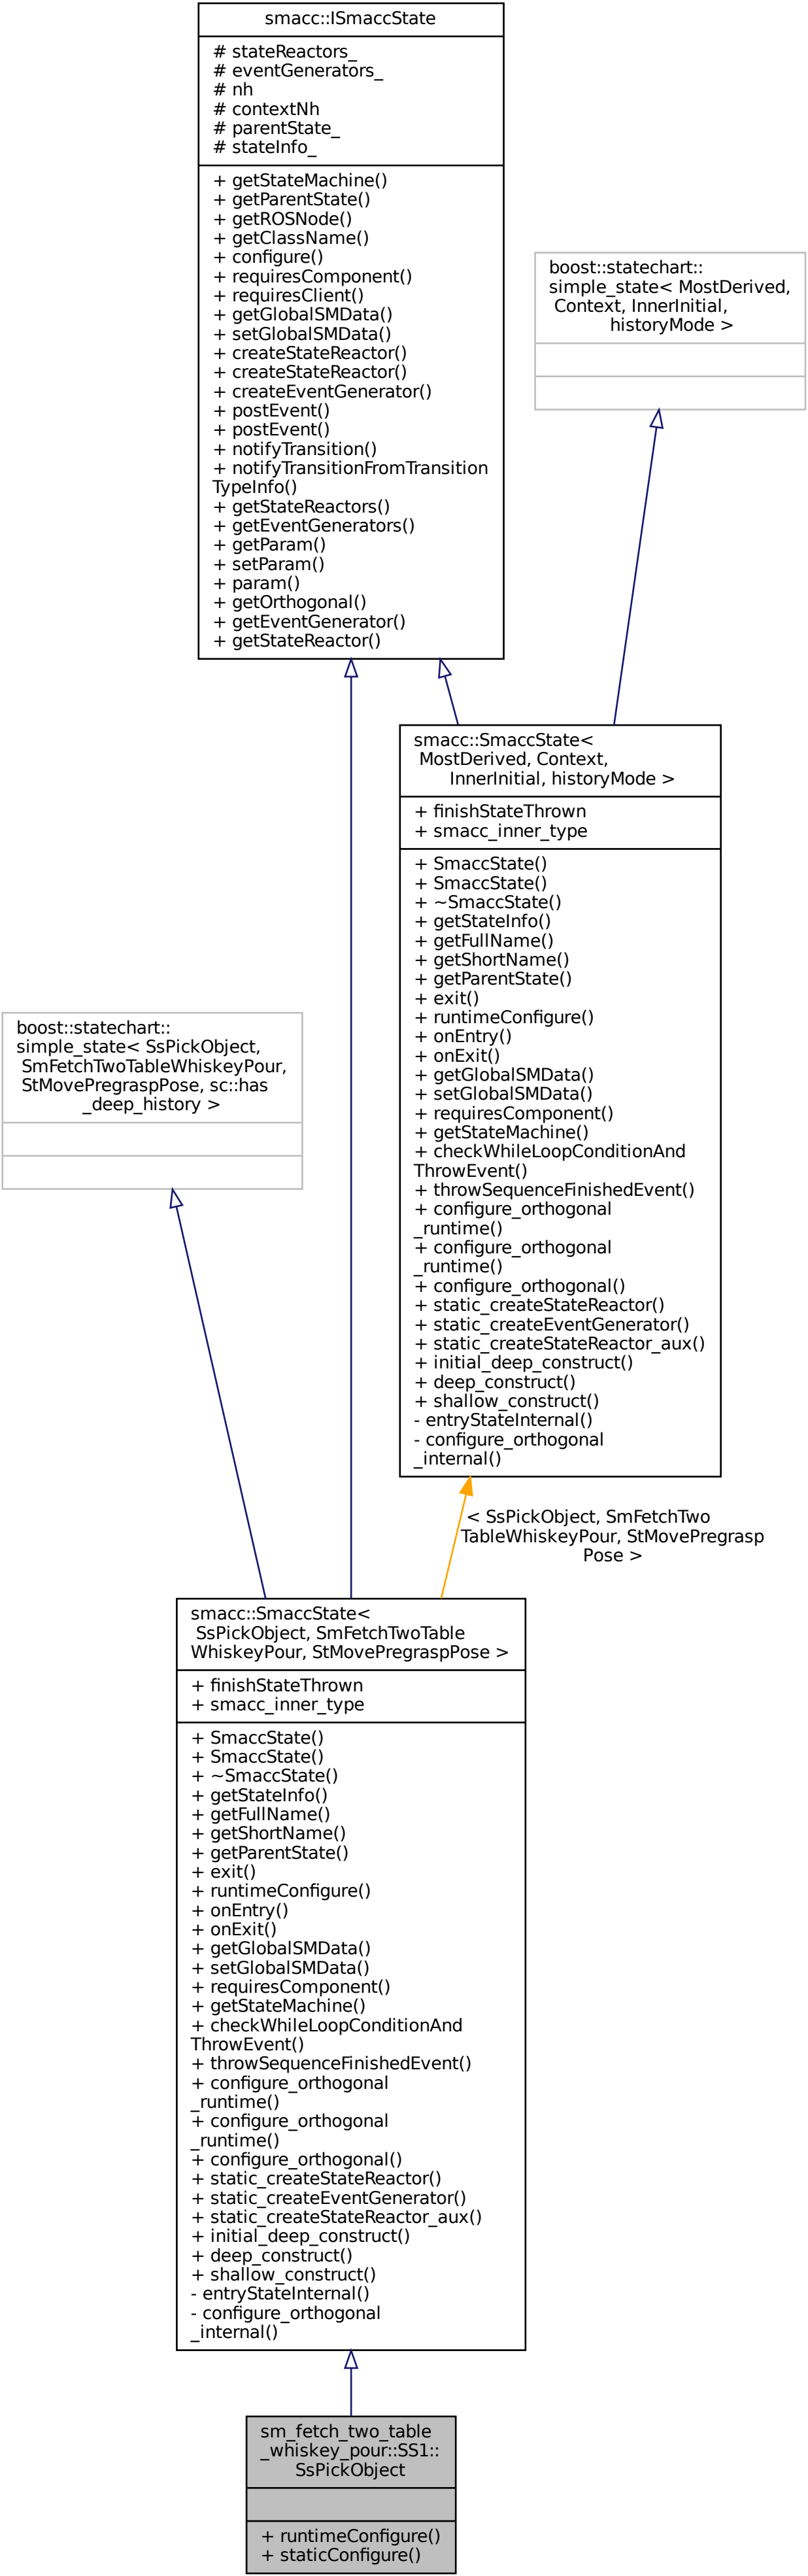 smacc::ISmaccState
# stateReactors_
# eventGenerators_
# nh
# contextNh
# parentState_
# stateInfo_
+ getStateMachine()
+ getParentState()
+ getROSNode()
+ getClassName()
+ configure()
+ requiresComponent()
+ requiresClient()
+ getGlobalSMData()
+ setGlobalSMData()
+ createStateReactor()
+ createStateReactor()
+ createEventGenerator()
+ postEvent()
+ postEvent()
+ notifyTransition()
+ notifyTransitionFromTransition
TypeInfo()
+ getStateReactors()
+ getEventGenerators()
+ getParam()
+ setParam()
+ param()
+ getOrthogonal()
+ getEventGenerator()
+ getStateReactor()
boost::statechart::
simple_state< MostDerived,
Context, InnerInitial,
historyMode >
smacc::SmaccState<
MostDerived, Context,
InnerInitial, historyMode >
+ finishStateThrown
+ smacc_inner_type
+ SmaccState()
+ SmaccState()
+ ~SmaccState()
+ getStateInfo()
+ getFullName()
+ getShortName()
+ getParentState()
+ exit()
+ runtimeConfigure()
+ onEntry()
+ onExit()
+ getGlobalSMData()
+ setGlobalSMData()
+ requiresComponent()
+ getStateMachine()
+ checkWhileLoopConditionAnd
ThrowEvent()
+ throwSequenceFinishedEvent()
+ configure_orthogonal
_runtime()
+ configure_orthogonal
_runtime()
+ configure_orthogonal()
+ static_createStateReactor()
+ static_createEventGenerator()
+ static_createStateReactor_aux()
+ initial_deep_construct()
+ deep_construct()
+ shallow_construct()
- entryStateInternal()
- configure_orthogonal
_internal()
boost::statechart::
simple_state< SsPickObject,
SmFetchTwoTableWhiskeyPour,
StMovePregraspPose, sc::has
_deep_history >
< SsPickObject, SmFetchTwo
TableWhiskeyPour, StMovePregrasp
Pose >
smacc::SmaccState<
SsPickObject, SmFetchTwoTable
WhiskeyPour, StMovePregraspPose >
+ finishStateThrown
+ smacc_inner_type
+ SmaccState()
+ SmaccState()
+ ~SmaccState()
+ getStateInfo()
+ getFullName()
+ getShortName()
+ getParentState()
+ exit()
+ runtimeConfigure()
+ onEntry()
+ onExit()
+ getGlobalSMData()
+ setGlobalSMData()
+ requiresComponent()
+ getStateMachine()
+ checkWhileLoopConditionAnd
ThrowEvent()
+ throwSequenceFinishedEvent()
+ configure_orthogonal
_runtime()
+ configure_orthogonal
_runtime()
+ configure_orthogonal()
+ static_createStateReactor()
+ static_createEventGenerator()
+ static_createStateReactor_aux()
+ initial_deep_construct()
+ deep_construct()
+ shallow_construct()
- entryStateInternal()
- configure_orthogonal
_internal()
sm_fetch_two_table
_whiskey_pour::SS1::
SsPickObject
+ runtimeConfigure()
+ staticConfigure()